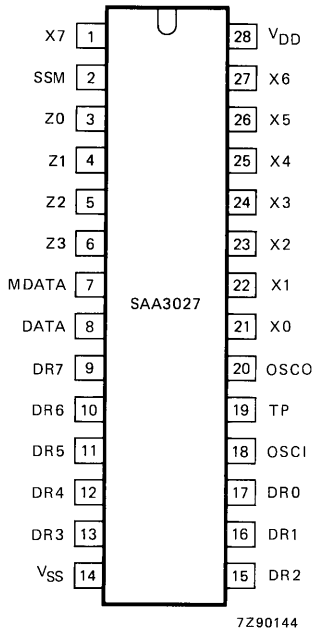 X7 1 28 VDD
SSM 2 27 X6
Z0 3 26 X5
Z1 4 25 X4
Z2 5 24 X3
Z3 6 23 X2
MDATA 7 22 X1
SAA3027
DATA 8 21 X0
DR7 9 20 OSCO
DR6 10 19 TP
DR5 11 18 OSCI
DR4 12 17 DR0
DR3 13 16 DR1
VSS 14 15 DR2
7Z90144